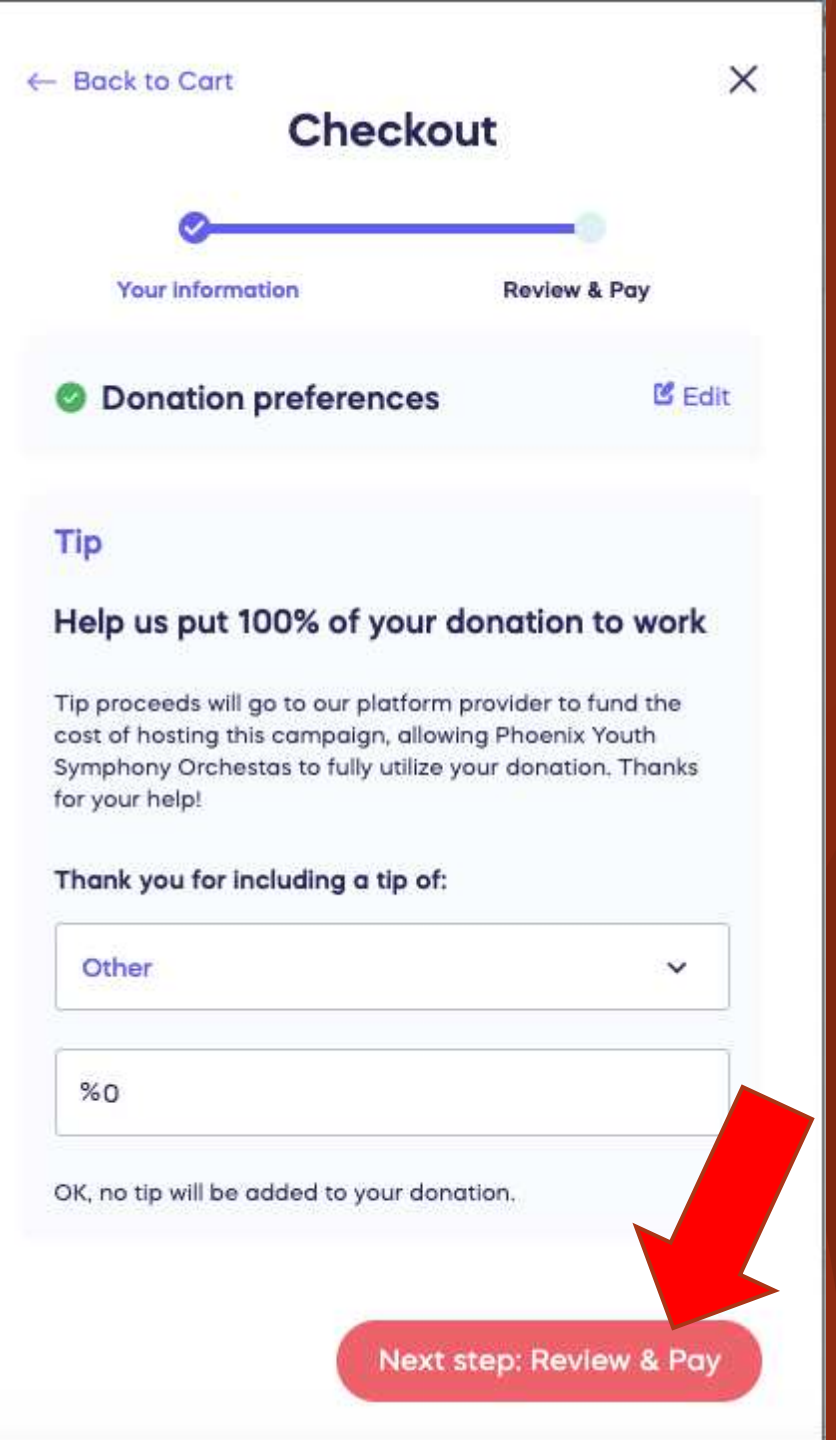 ← Back to Cart
Checkout
Your Information
Review & Pay
Donation preferences
Edit
Tip
Help us put 100% of your donation to work
Tip proceeds will go to our platform provider to fund the
cost of hosting this campaign, allowing Phoenix Youth
Symphony Orchestas to fully utilize your donation. Thanks
for your help!
Thank you for including a tip of:
Other
%0
OK, no tip will be added to your donation.
Next step: Review & Pay